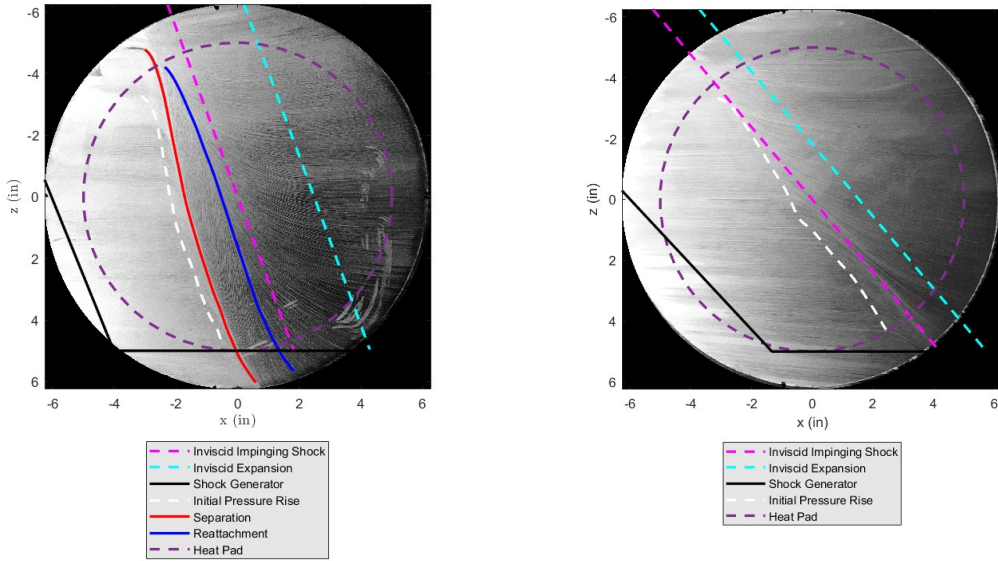 -6
-4
-2
0
2
4
6
z (in)
-6 -4 -2 0 2 4 6
x (in)
Inviscid Impinging Shock
Inviscid Expansion
Shock Generator
Initial Pressure Rise
Separation
Reattachment
Heat Pad
-6
-4
-2
0
2
4
6
z (in)
-6 -4 -2 0 2 4 6
x (in)
Inviscid Impinging Shock
Inviscid Expansion
Shock Generator
Initial Pressure Rise
Heat Pad